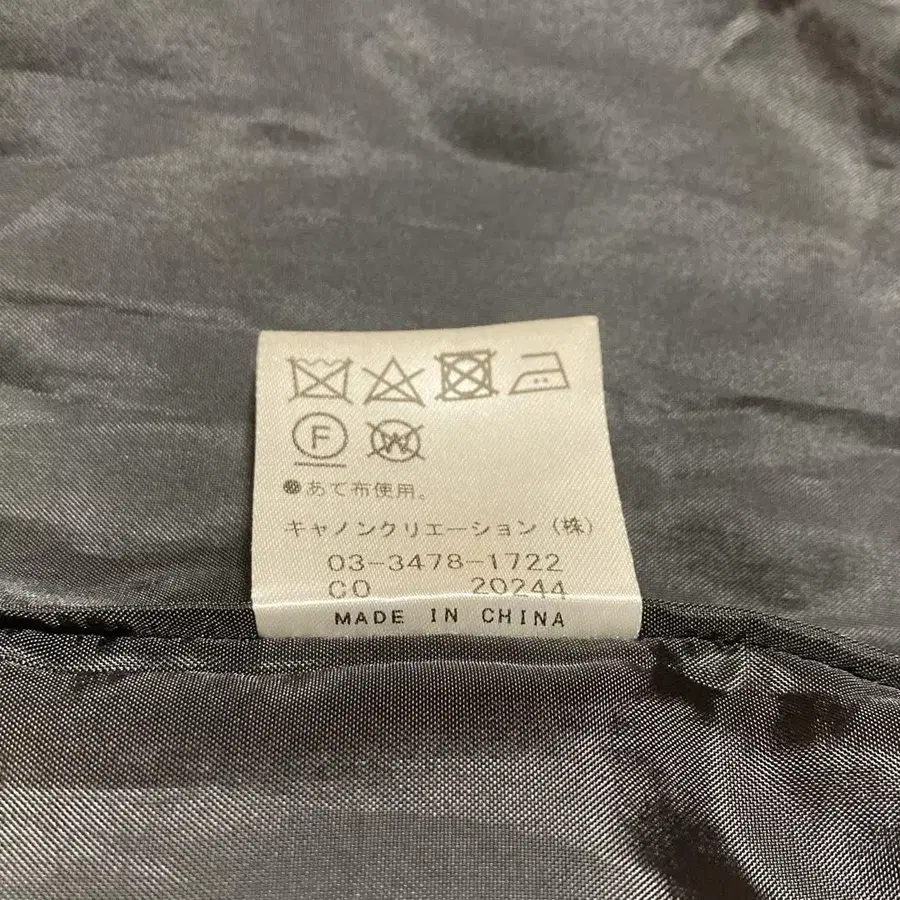 F W
●あて布使用。
キャノンクリエーション（株）
03-3478-1722
CO 20244
MADE IN CHINA